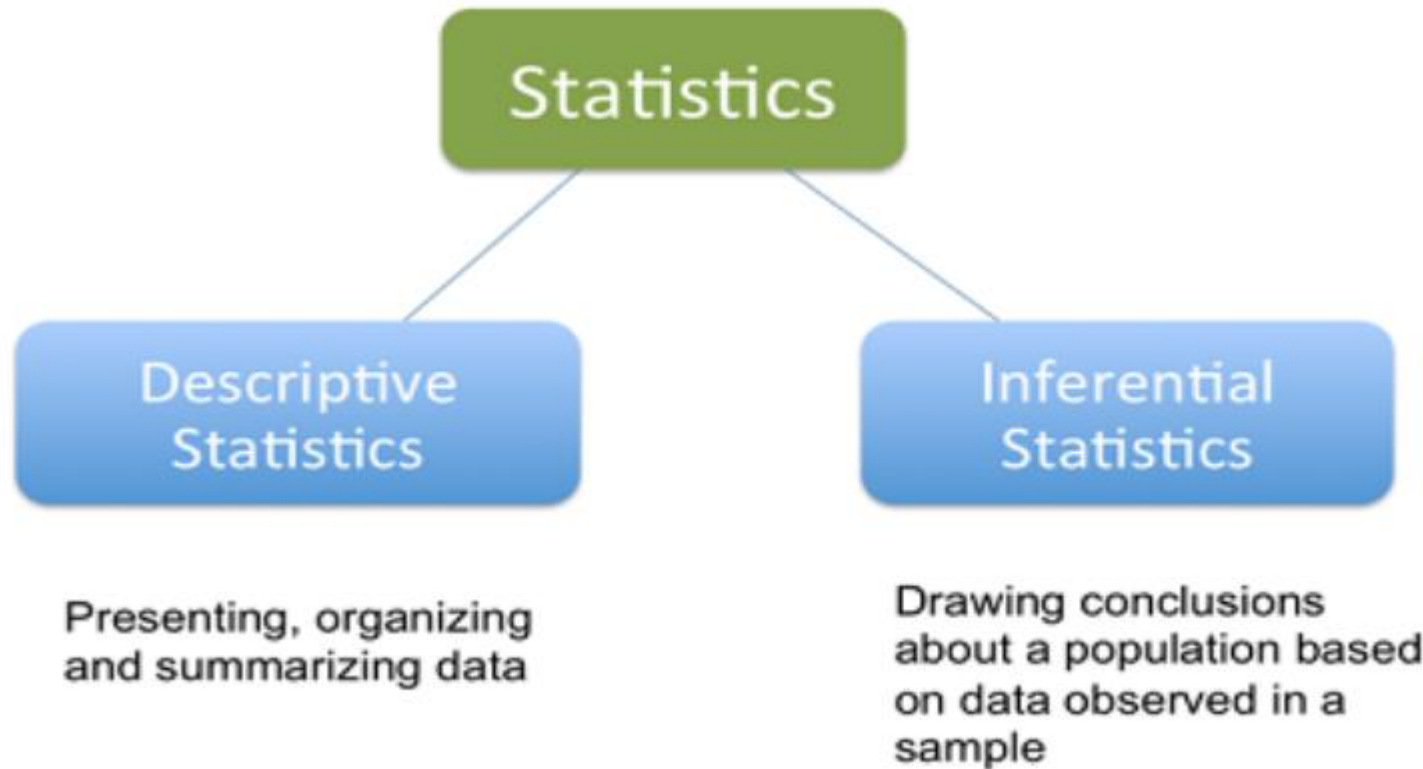 Statistics
Descriptive
Statistics
Inferential
Statistics
Presenting, organizing
and summarizing data
Drawing conclusions
about a population based
on data observed in a
sample